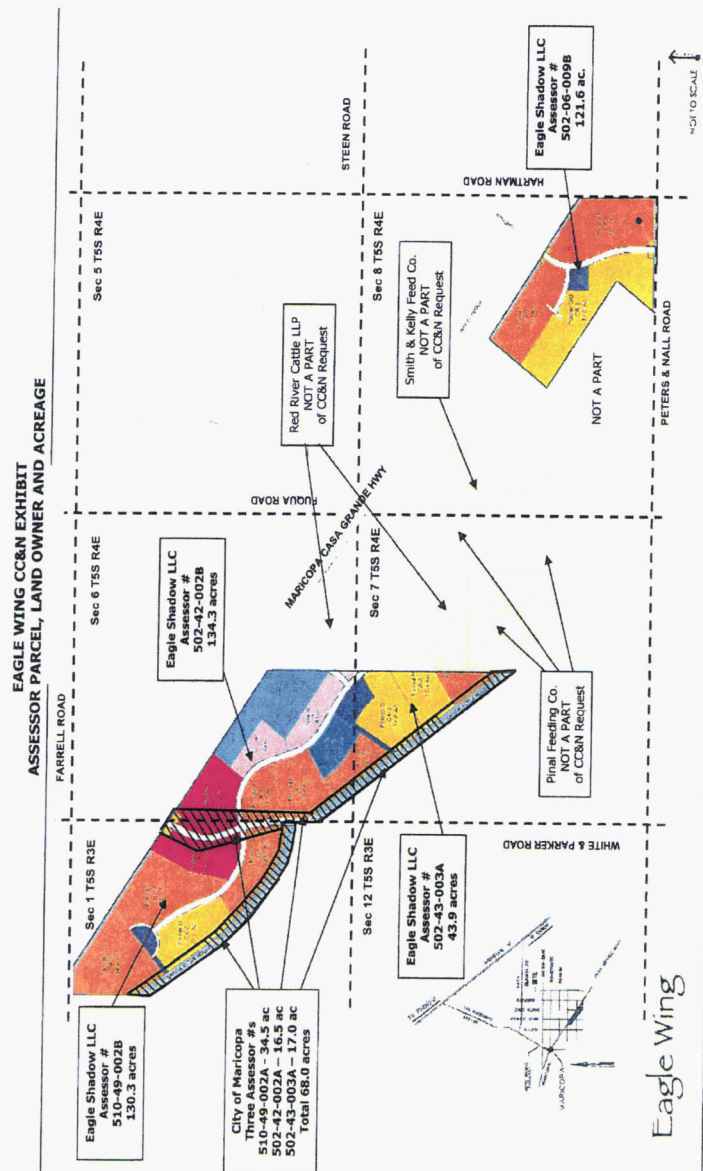 EAGLE WING CC&N EXHIBIT
ASSESSOR PARCEL, LAND OWNER AND ACREAGE
FARRELL ROAD
Sec 1 T5S R3E
Sec 6 T5S R4E
Sec 5 T5S R4E
Eagle Shadow LLC
Assessor #
510-49-002B
130.3 acres
Eagle Shadow LLC
Assessor #
502-42-002B
134.3 acres
FUQUA ROAD
Red River Cattle LLP
NOT A PART
of CC&N Request
STEEN ROAD
City of Maricopa
Three Assessor #s
510-49-002A - 34.5 ac
502-42-002A - 16.5 ac
502-43-003A - 17.0 ac
Total 68.0 acres
MARICOPA CASA GRANDE HWY
Sec 12 T5S R3E
Sec 7 T5S R4E
Sec 8 T5S R4E
Eagle Shadow LLC
Assessor #
502-43-003A
43.9 acres
Smith & Kelly Feed Co.
NOT A PART
of CC&N Request
HARTMAN ROAD
Eagle Shadow LLC
Assessor #
502-06-009B
121.6 ac.
WHITE & PARKER ROAD
Pinal Feeding Co.
NOT A PART
of CC&N Request
NOT A PART
PETERS & NALL ROAD
MARICOPA
Eagle Wing
NOT TO SCALE